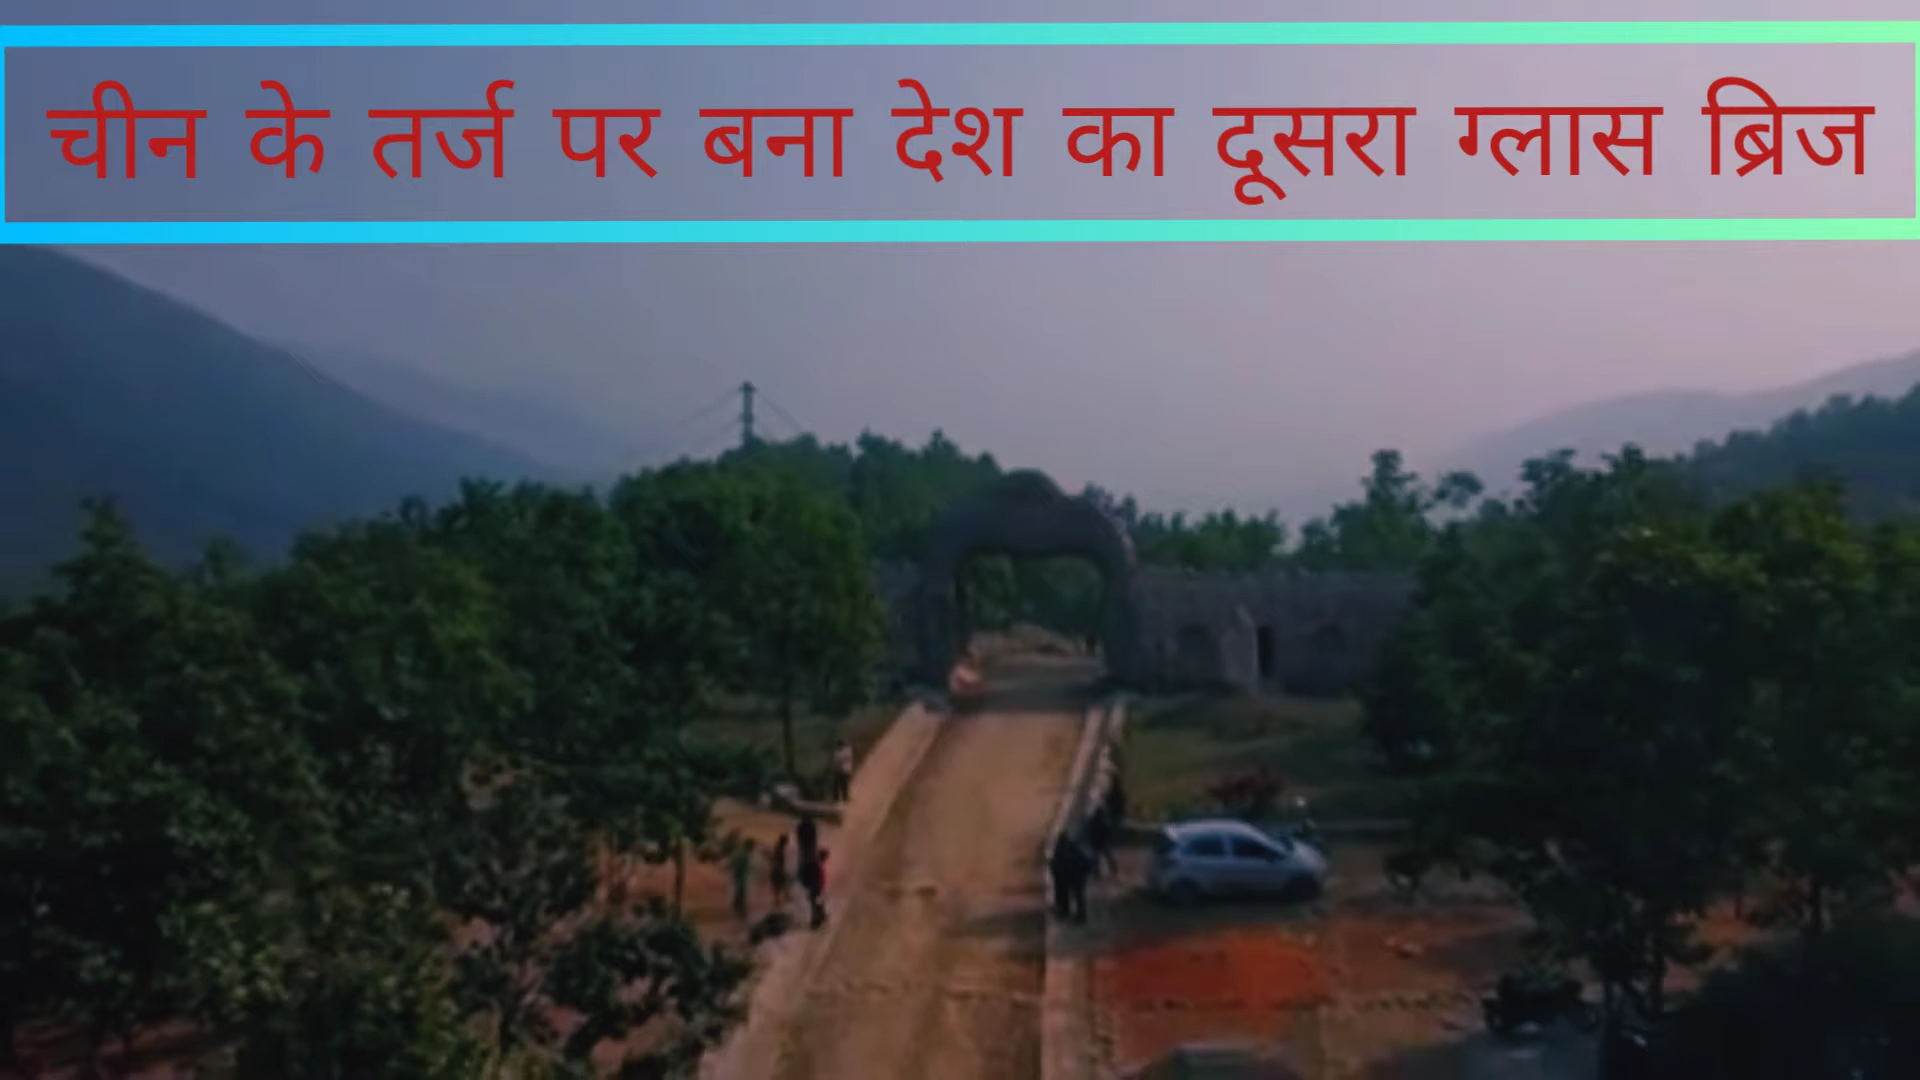 चीन के तर्ज पर बना देश का दूसरा ग्लास ब्रिज